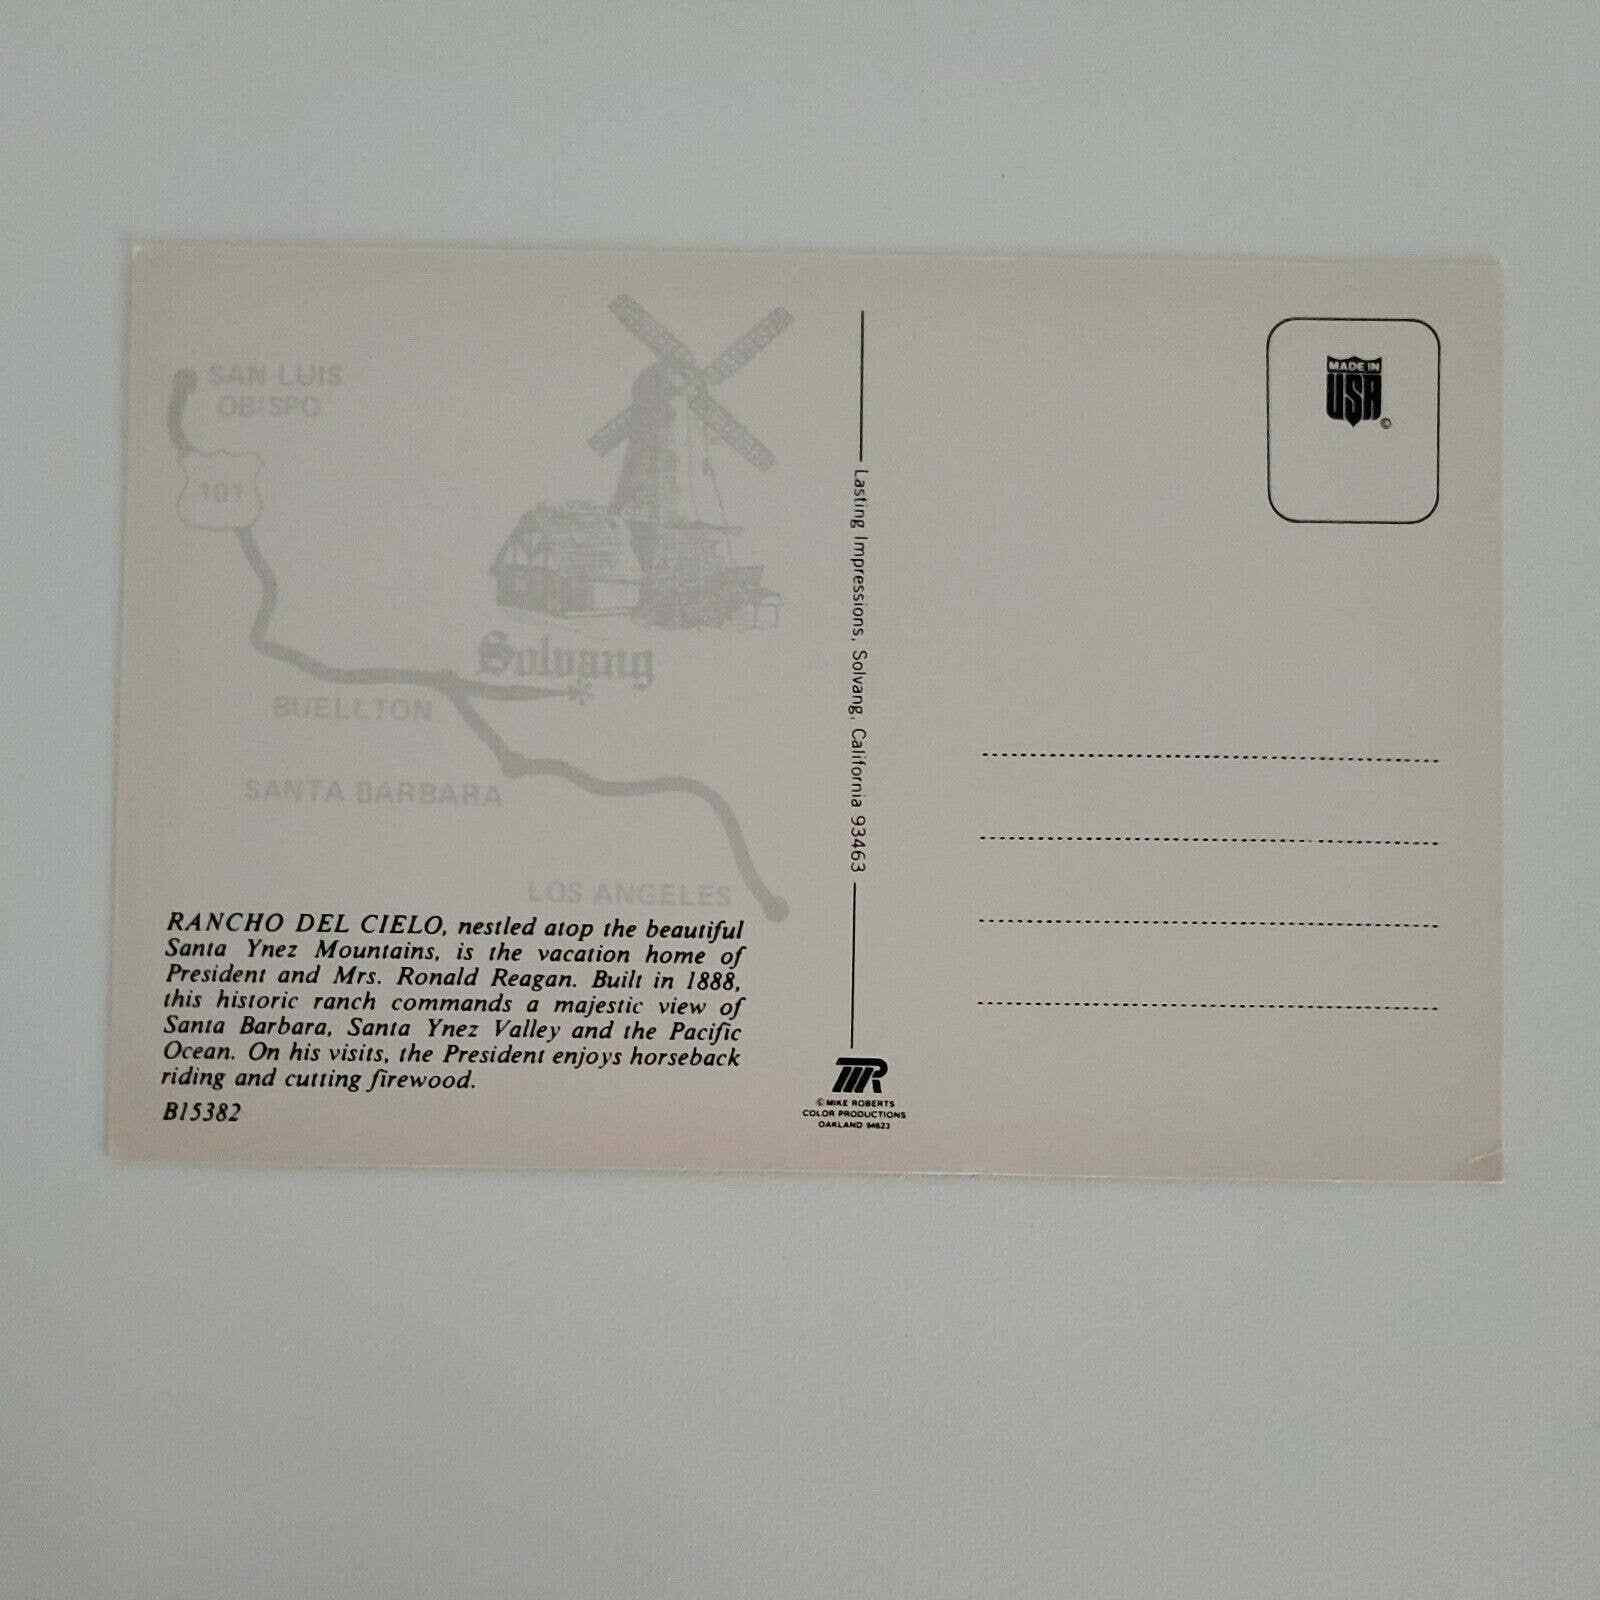 SAN LUIS
OBISPO
101
Solvang
BUELLTON
SANTA BARBARA
LOS ANGELES
RANCHO DEL CIELO, nestled atop the beautiful
Santa Ynez Mountains, is the vacation home of
President and Mrs. Ronald Reagan. Built in 1888,
this historic ranch commands a majestic view of
Santa Barbara, Santa Ynez Valley and the Pacific
Ocean. On his visits, the President enjoys horseback
riding and cutting firewood.
B15382
Lasting Impressions, Solvang, California 93463
MR
© MIKE ROBERTS
COLOR PRODUCTIONS
OAKLAND 94623
MADE IN
USA
©